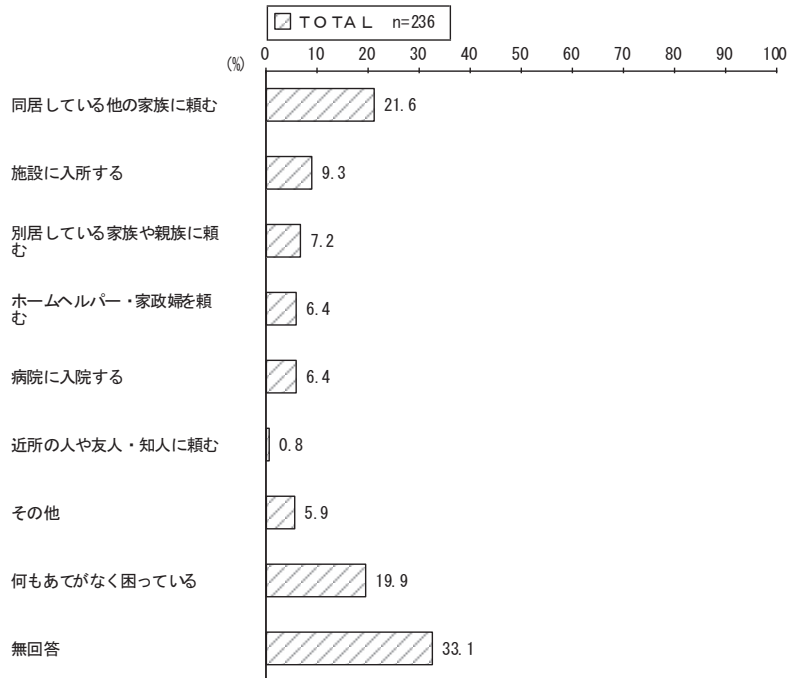 ＴＯＴＡＬ n=236
(%)
0 10 20 30 40 50 60 70 80 90 100
同居している他の家族に頼む 21.6
施設に入所する 9.3
別居している家族や親族に頼
む 7.2
ホームヘルパー・家政婦を頼
む 6.4
病院に入院する 6.4
近所の人や友人・知人に頼む 0.8
その他 5.9
何もあてがなく困っている 19.9
無回答 33.1